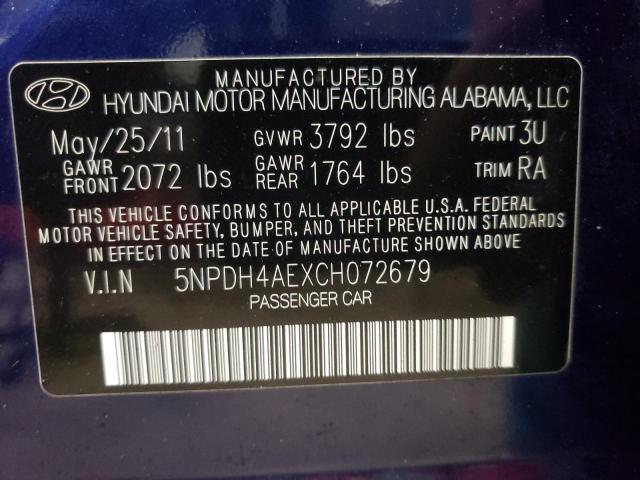 MANUFACTURED BY
HYUNDAI MOTOR MANUFACTURING ALABAMA, LLC
May/25/11 GVWR 3792 lbs PAINT 3U
GAWR FRONT 2072 lbs GAWR REAR 1764 lbs TRIM RA
THIS VEHICLE CONFORMS TO ALL APPLICABLE U.S.A. FEDERAL
MOTOR VEHICLE SAFETY, BUMPER, AND THEFT PREVENTION STANDARDS
IN EFFECT ON THE DATE OF MANUFACTURE SHOWN ABOVE.
V.I.N 5NPDH4AEXCH072679
PASSENGER CAR